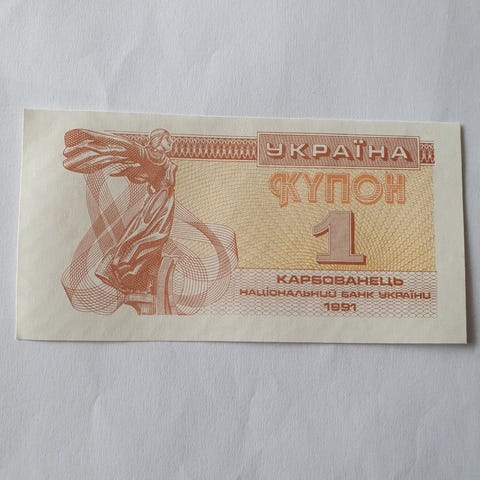 УКРАЇНА
КУПОН
1
КАРБОВАНЕЦЬ
НАЦІОНАЛЬНИЙ БАНК УКРАЇНИ
1991